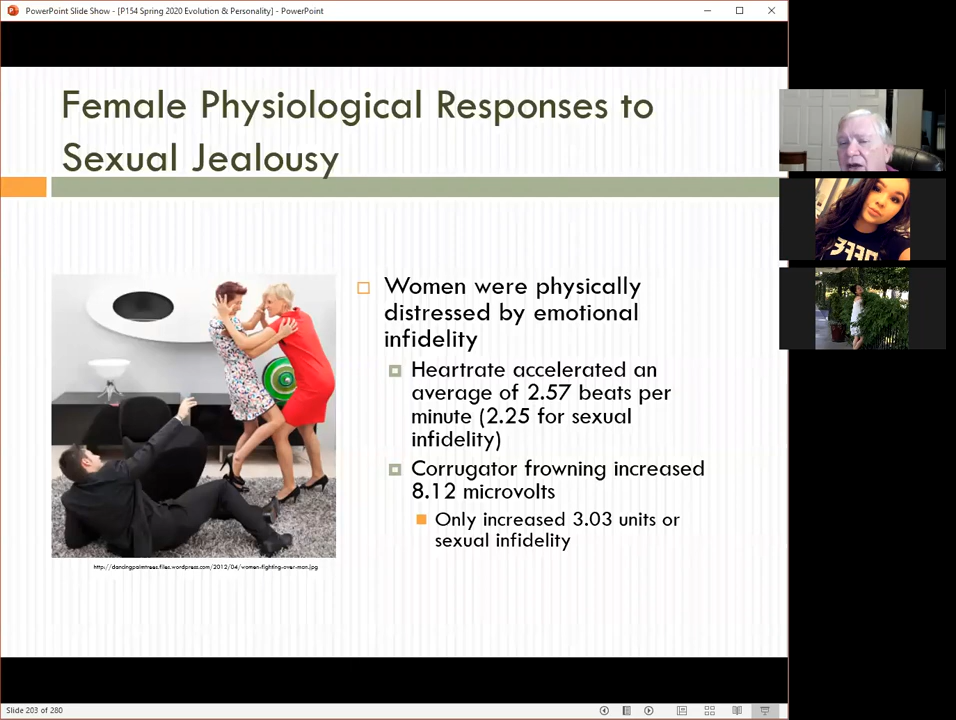 PowerPoint Slide Show - [P154 Spring 2020 Evolution & Personality] - PowerPoint
Female Physiological Responses to
Sexual Jealousy
Women were physically
distressed by emotional
infidelity
Heartrate accelerated an
average of 2.57 beats per
minute (2.25 for sexual
infidelity)
Corrugator frowning increased
8.12 microvolts
Only increased 3.03 units or
sexual infidelity
http://dancingpalmtrees.files.wordpress.com/2012/04/women-fighting-over-man.jpg
Slide 203 of 280